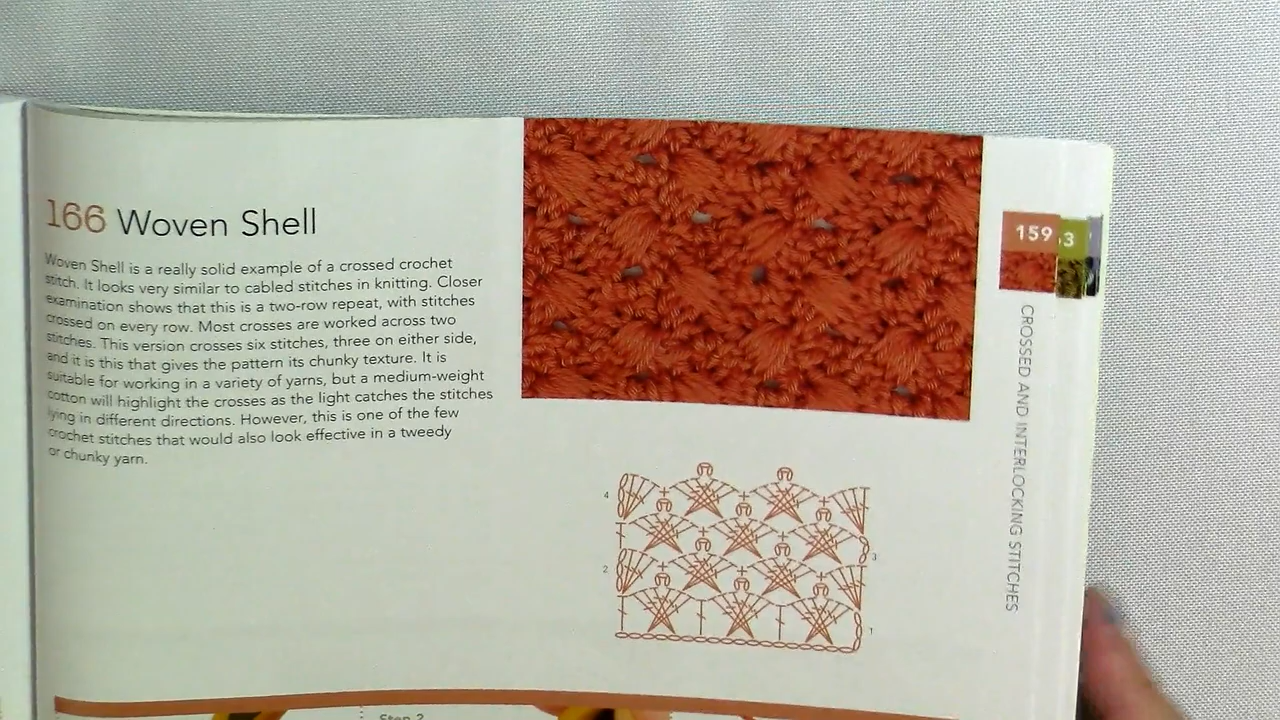 166 Woven Shell
Woven Shell is a really solid example of a crossed crochet
stitch. It looks very similar to cabled stitches in knitting. Closer
examination shows that this is a two-row repeat, with stitches
crossed on every row. Most crosses are worked across two
stitches. This version crosses six stitches, three on either side,
and it is this that gives the pattern its chunky texture. It is
suitable for working in a variety of yarns, but a medium-weight
cotton will highlight the crosses as the light catches the stitches
lying in different directions. However, this is one of the few
crochet stitches that would also look effective in a tweedy
or chunky yarn.
159
3
CROSSED AND INTERLOCKING STITCHES
4
3
2
1
Step 2